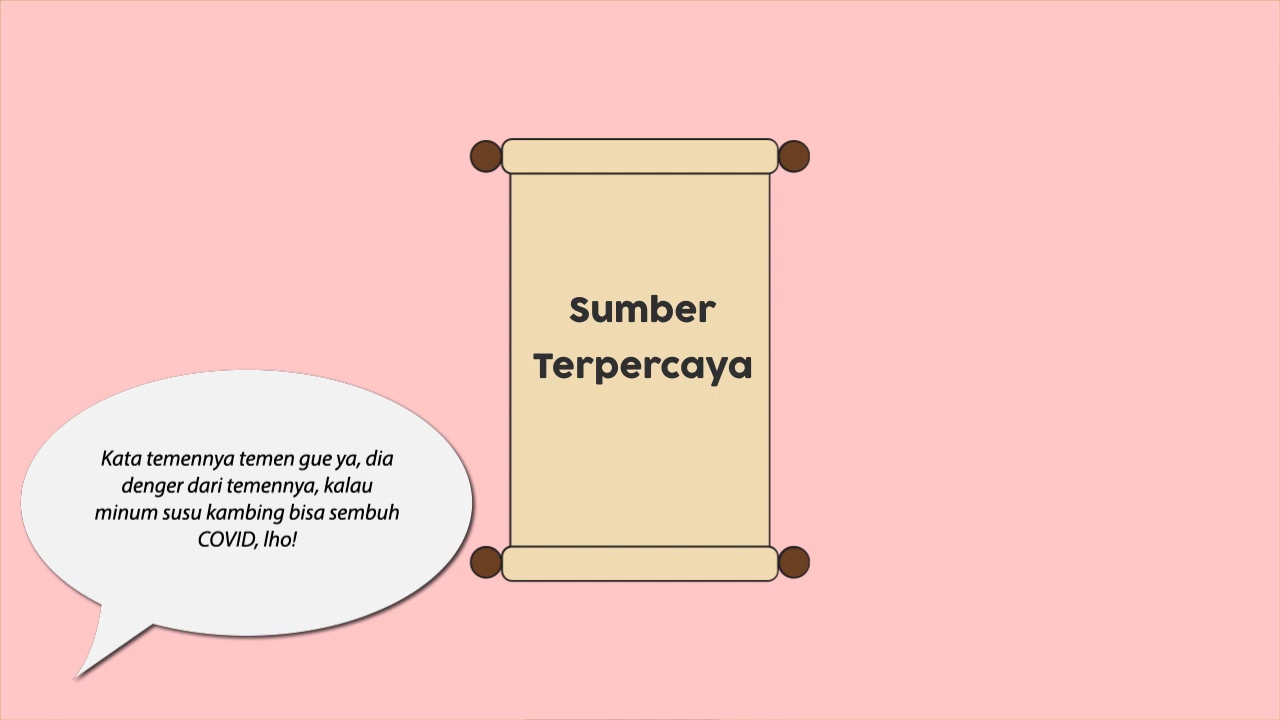 Sumber
Terpercaya
Kata temennya temen gue ya, dia
denger dari temennya, kalau
minum susu kambing bisa sembuh
COVID, lho!